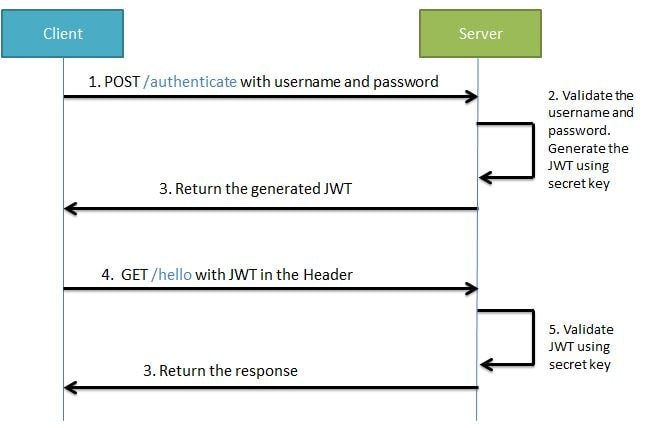 Client
Server
1. POST /authenticate with username and password
2. Validate the
username and
password.
Generate the
JWT using
secret key
3. Return the generated JWT
4. GET /hello with JWT in the Header
5. Validate
JWT using
secret key
3. Return the response